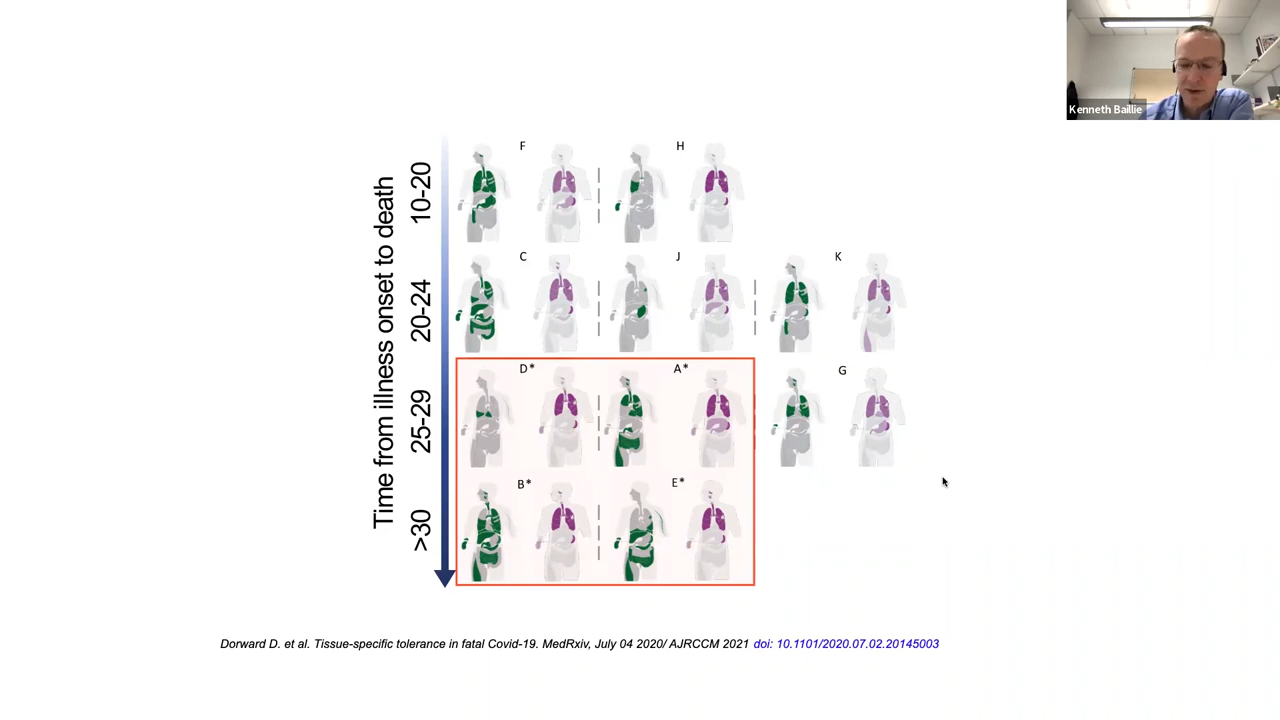 Kenneth Baillie
Time from illness onset to death
10-20
F
H
20-24
C
J
K
25-29
D*
A*
G
>30
B*
E*
Dorward D. et al. Tissue-specific tolerance in fatal Covid-19. MedRxiv, July 04 2020/ AJRCCM 2021 doi: 10.1101/2020.07.02.20145003